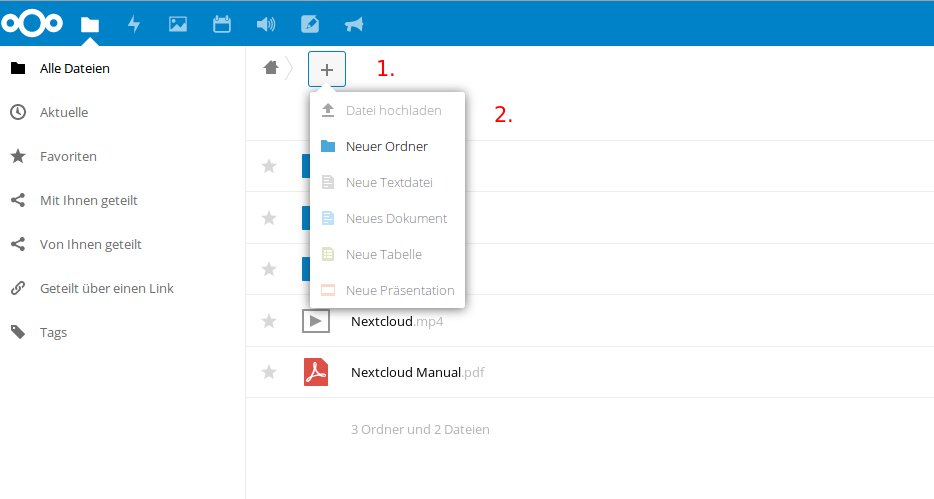 Alle Dateien
Aktuelle
Favoriten
Mit Ihnen geteilt
Von Ihnen geteilt
Geteilt über einen Link
Tags
1.
2.
Datei hochladen
Neuer Ordner
Neue Textdatei
Neues Dokument
Neue Tabelle
Neue Präsentation
Nextcloud.mp4
Nextcloud Manual.pdf
3 Ordner und 2 Dateien